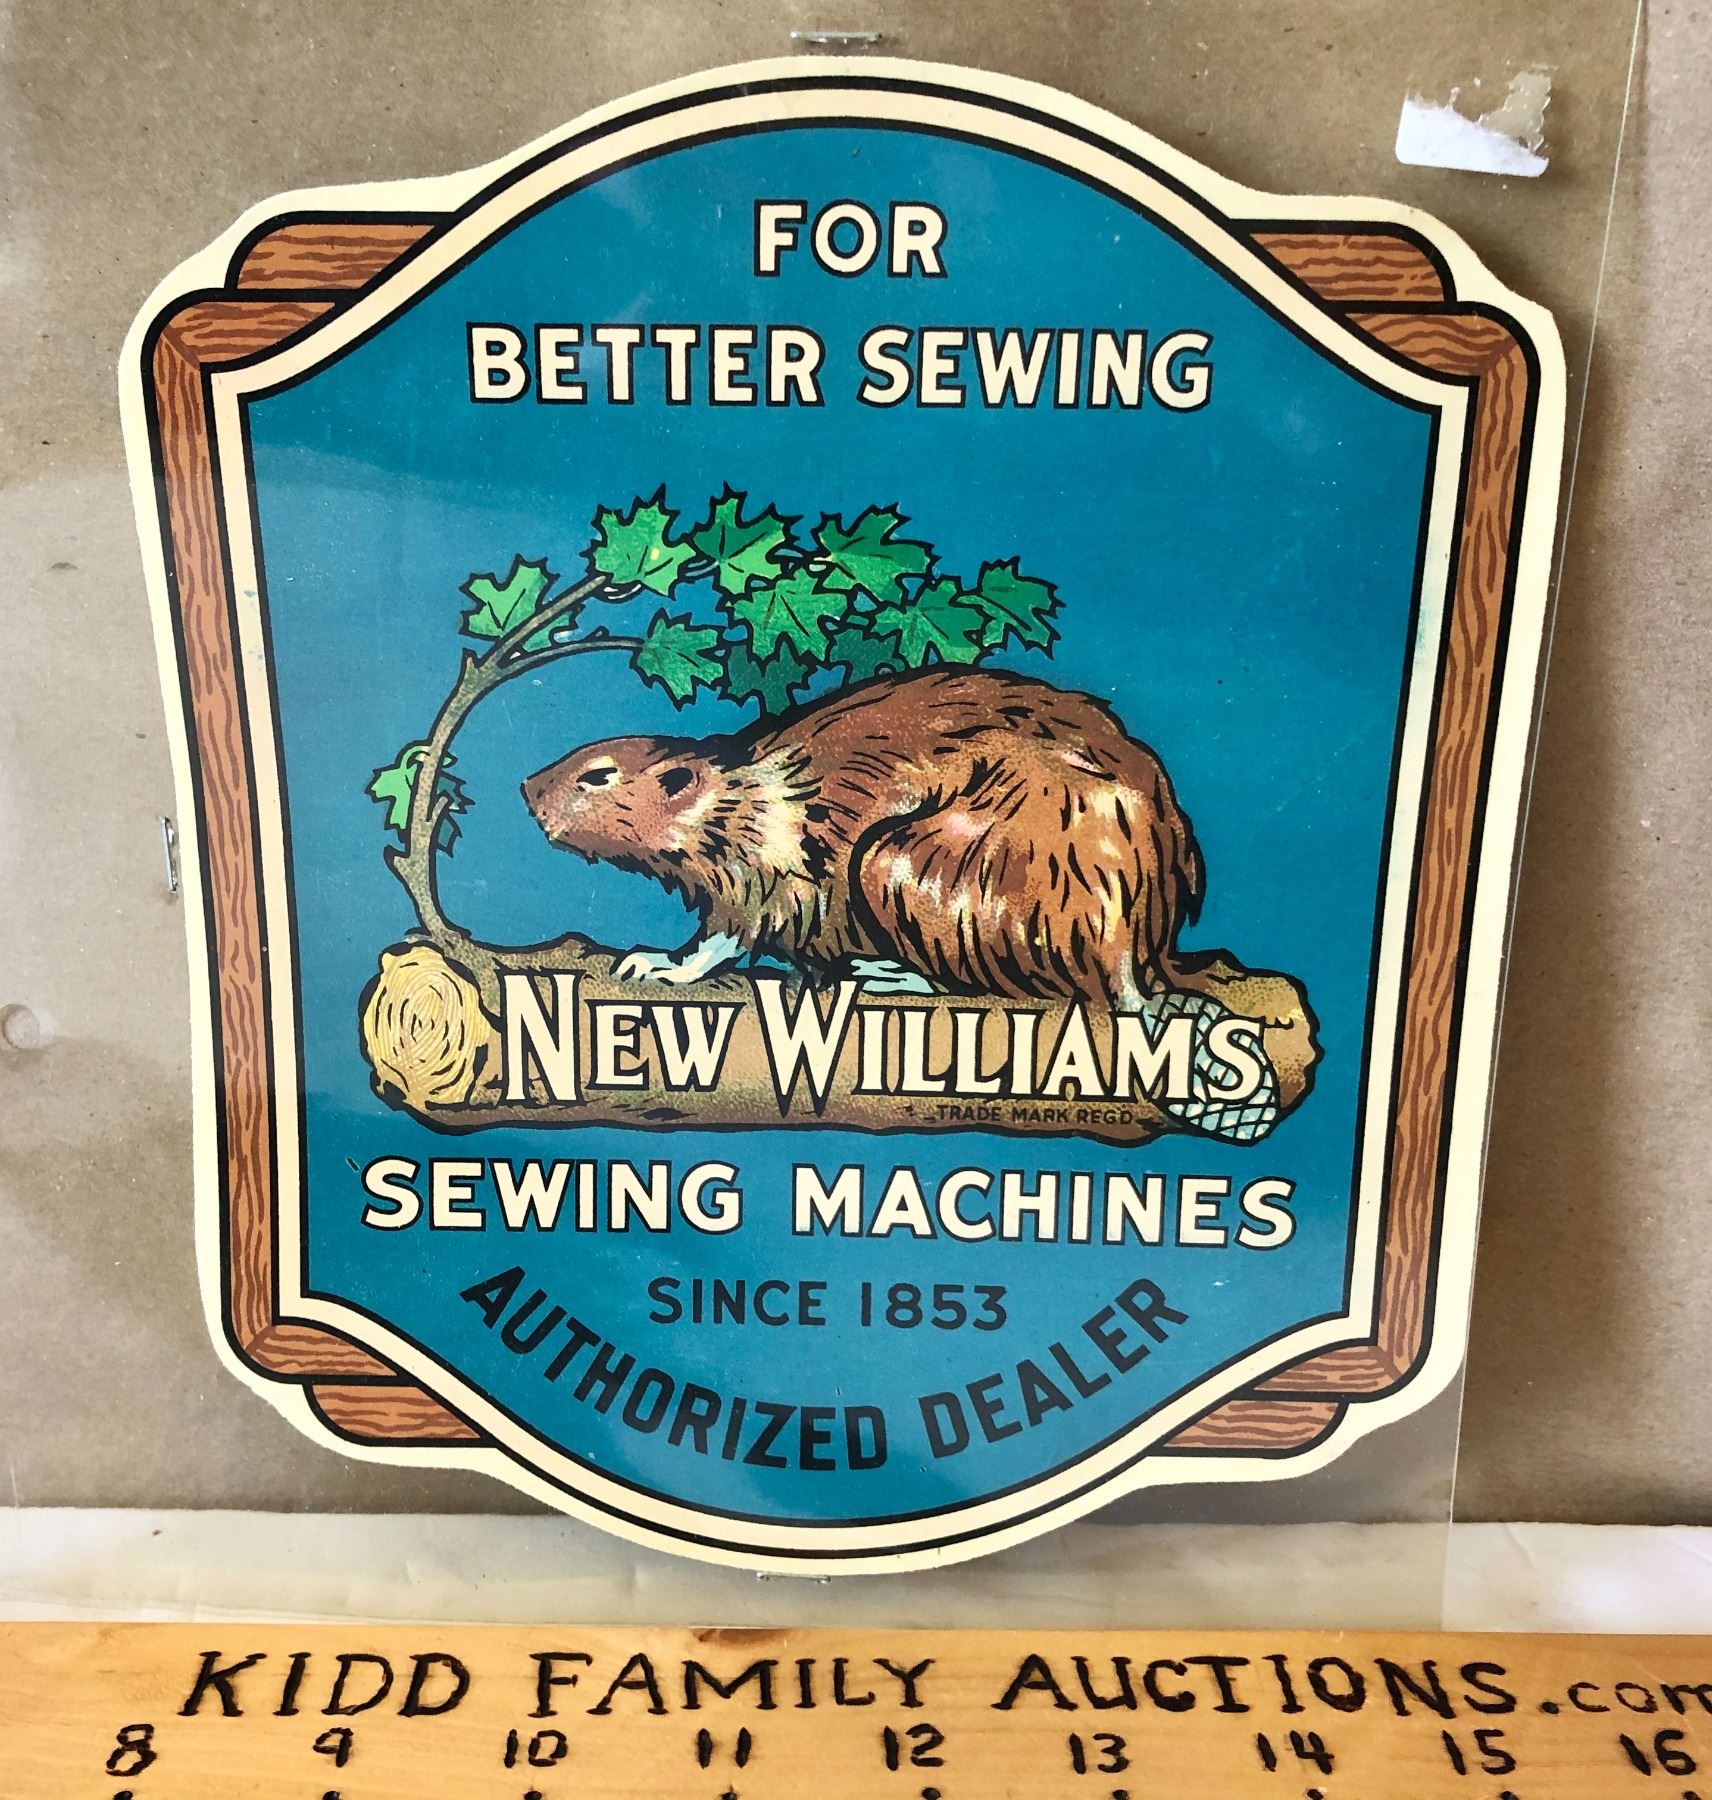 FOR
BETTER SEWING
NEW WILLIAMS
TRADE MARK REG'D
SEWING MACHINES
SINCE 1853
AUTHORIZED DEALER
KIDD FAMILY AUCTIONS.com
8 9 10 11 12 13 14 15 16